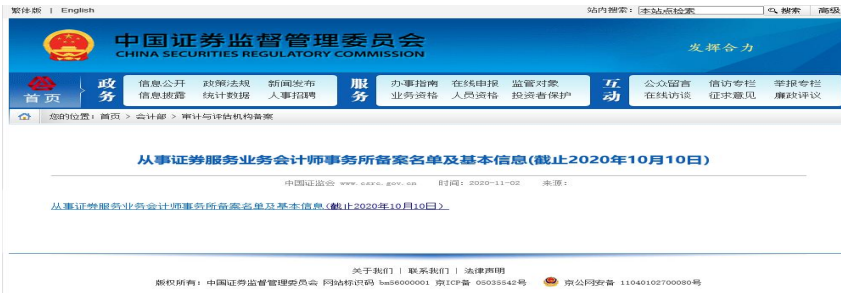 繁体版 | English 站内搜索: 本站点检索 搜索 高级
中国证券监督管理委员会
CHINA SECURITIES REGULATORY COMMISSION
发挥合力
首页 政务 信息公开 政策法规 新闻发布 服务 办事指南 在线申报 监管对象 互动 公众留言 信访专栏 举报专栏
信息披露 统计数据 人事招聘 业务资格 人员资格 投资者保护 在线访谈 征求意见 廉政评议
您的位置: 首页 > 会计部 > 审计与评估机构备案
从事证券服务业务会计师事务所备案名单及基本信息(截止2020年10月10日)
中国证监会 www.csrc.gov.cn 时间: 2020-11-02 来源:
从事证券服务业务会计师事务所备案名单及基本信息(截止2020年10月10日)
关于我们 | 联系我们 | 法律声明
版权所有: 中国证券监督管理委员会 网站标识码 bm56000001 京ICP备 05035542号 京公网安备 11040102700080号